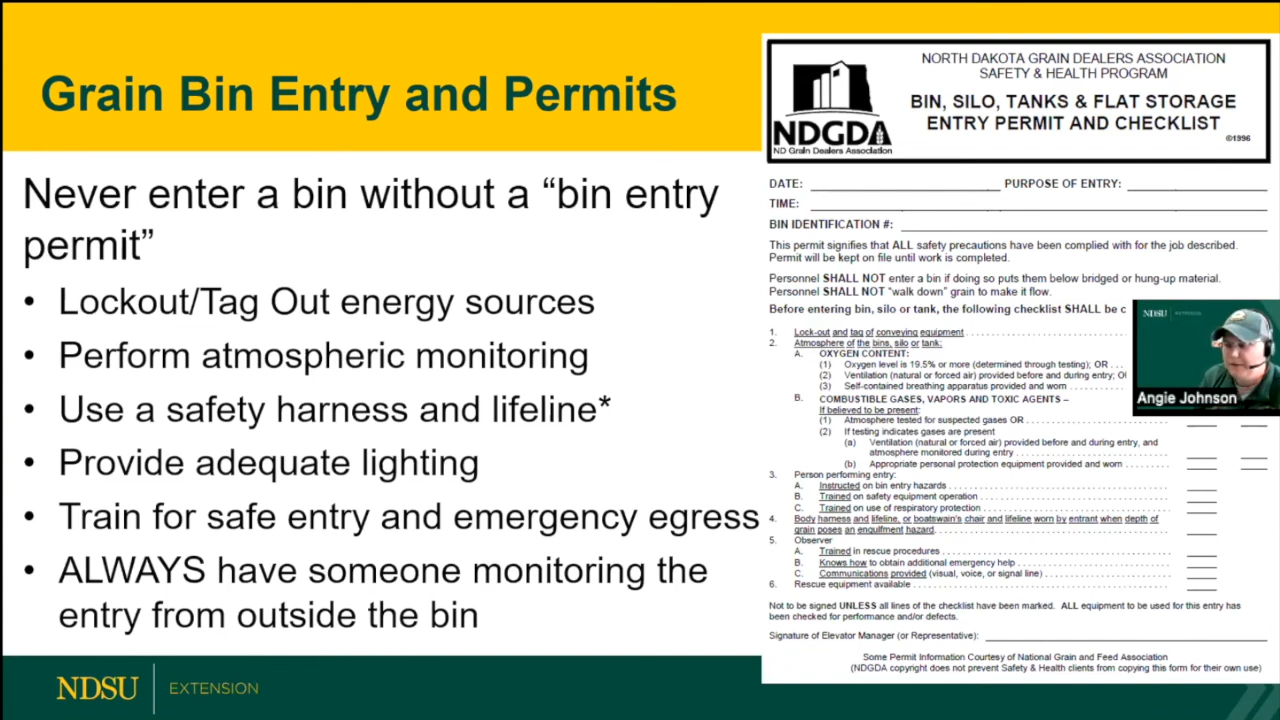 Grain Bin Entry and Permits
Never enter a bin without a “bin entry
permit”
• Lockout/Tag Out energy sources
• Perform atmospheric monitoring
• Use a safety harness and lifeline*
• Provide adequate lighting
• Train for safe entry and emergency egress
• ALWAYS have someone monitoring the
entry from outside the bin
NDSU EXTENSION
NDGDA
ND Grain Dealers Association
NORTH DAKOTA GRAIN DEALERS ASSOCIATION
SAFETY & HEALTH PROGRAM
BIN, SILO, TANKS & FLAT STORAGE
ENTRY PERMIT AND CHECKLIST
©1996
DATE: PURPOSE OF ENTRY:
TIME:
BIN IDENTIFICATION #:
This permit signifies that ALL safety precautions have been complied with for the job described.
Permit will be kept on file until work is completed.
Personnel SHALL NOT enter a bin if doing so puts them below bridged or hung-up material.
Personnel SHALL NOT “walk down” grain to make it flow.
Before entering bin, silo or tank, the following checklist SHALL be c
1. Lock-out and tag of conveying equipment
2. Atmosphere of the bins, silo or tank:
A. OXYGEN CONTENT:
(1) Oxygen level is 19.5% or more (determined through testing); OR
(2) Ventilation (natural or forced air) provided before and during entry;
(3) Self-contained breathing apparatus provided and worn
B. COMBUSTIBLE GASES, VAPORS AND TOXIC AGENTS –
If believed to be present:
(1) Atmosphere tested for suspected gases OR
(2) If testing indicates gases are present
(a) Ventilation (natural or forced air) provided before and during entry, and
atmosphere monitored during entry
(b) Appropriate personal protection equipment provided and worn
3. Person performing entry:
A. Instructed on bin entry hazards
B. Trained on safety equipment operation
C. Trained on use of respiratory protection
4. Body harness and lifeline, or boatswain's chair and lifeline worn by entrant when depth of
grain poses an engulfment hazard.
5. Observer
A. Trained in rescue procedures
B. Knows how to obtain additional emergency help
C. Communications provided (visual, voice, or signal line)
6. Rescue equipment available
Not to be signed UNLESS all lines of the checklist have been marked. ALL equipment to be used for this entry has
been checked for performance and/or defects.
Signature of Elevator Manager (or Representative):
Some Permit Information Courtesy of National Grain and Feed Association
(NDGDA copyright does not prevent Safety & Health clients from copying this form for their own use)
NDSU EXTENSION
Angie Johnson